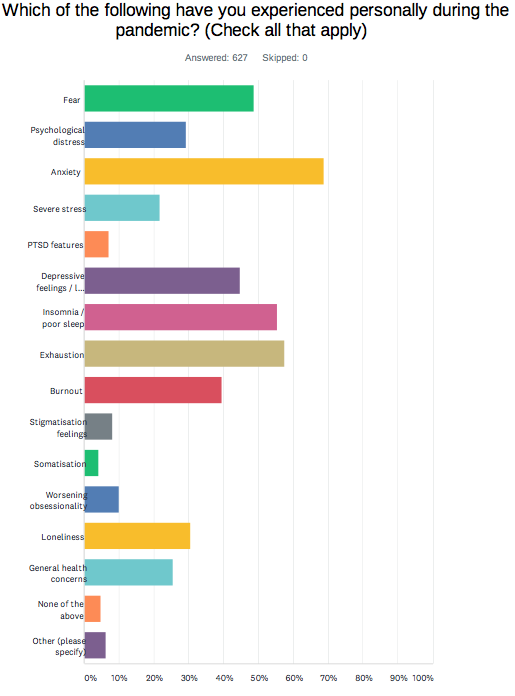 Which of the following have you experienced personally during the
pandemic? (Check all that apply)
Answered: 627 Skipped: 0
Fear
Psychological
distress
Anxiety
Severe stress
PTSD features
Depressive
feelings / l...
Insomnia /
poor sleep
Exhaustion
Burnout
Stigmatisation
feelings
Somatisation
Worsening
obsessionality
Loneliness
General health
concerns
None of the
above
Other (please
specify)
0% 10% 20% 30% 40% 50% 60% 70% 80% 90% 100%